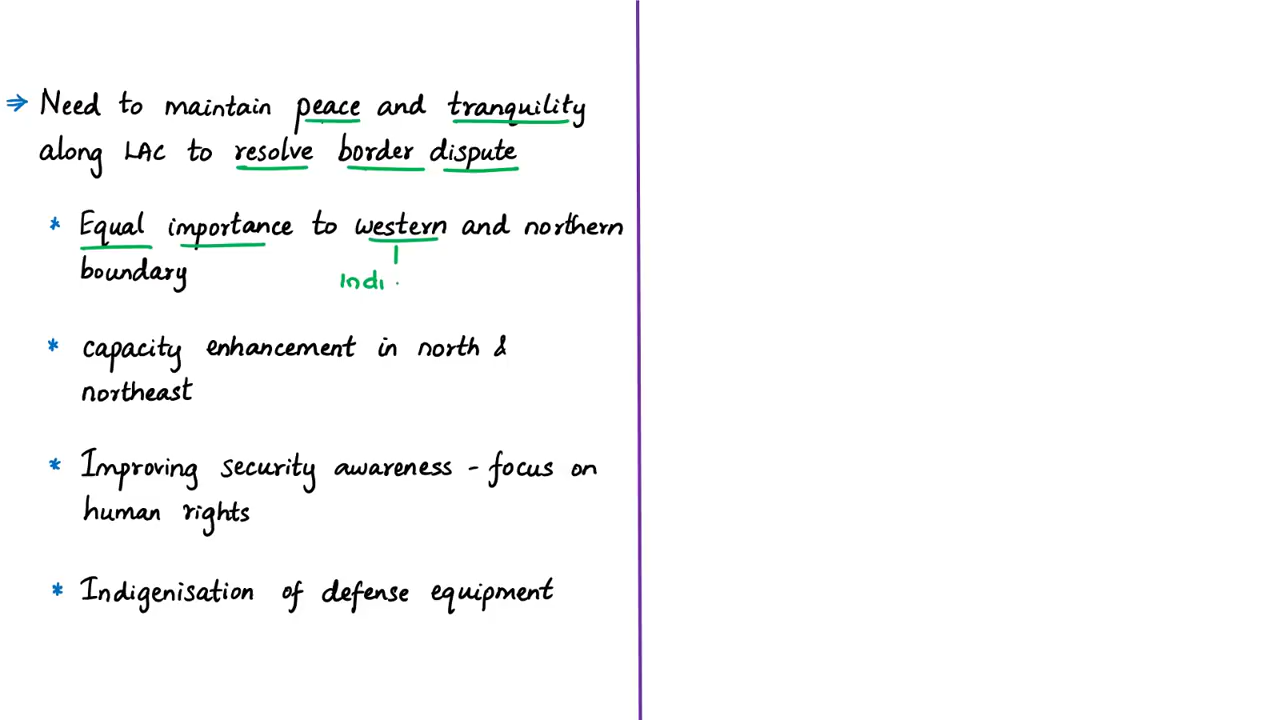 ⇒ Need to maintain peace and tranquility
along LAC to resolve border dispute
* Equal importance to western and northern
boundary
Indi
* capacity enhancement in north &
northeast
* Improving security awareness - focus on
human rights
* Indigenisation of defense equipment